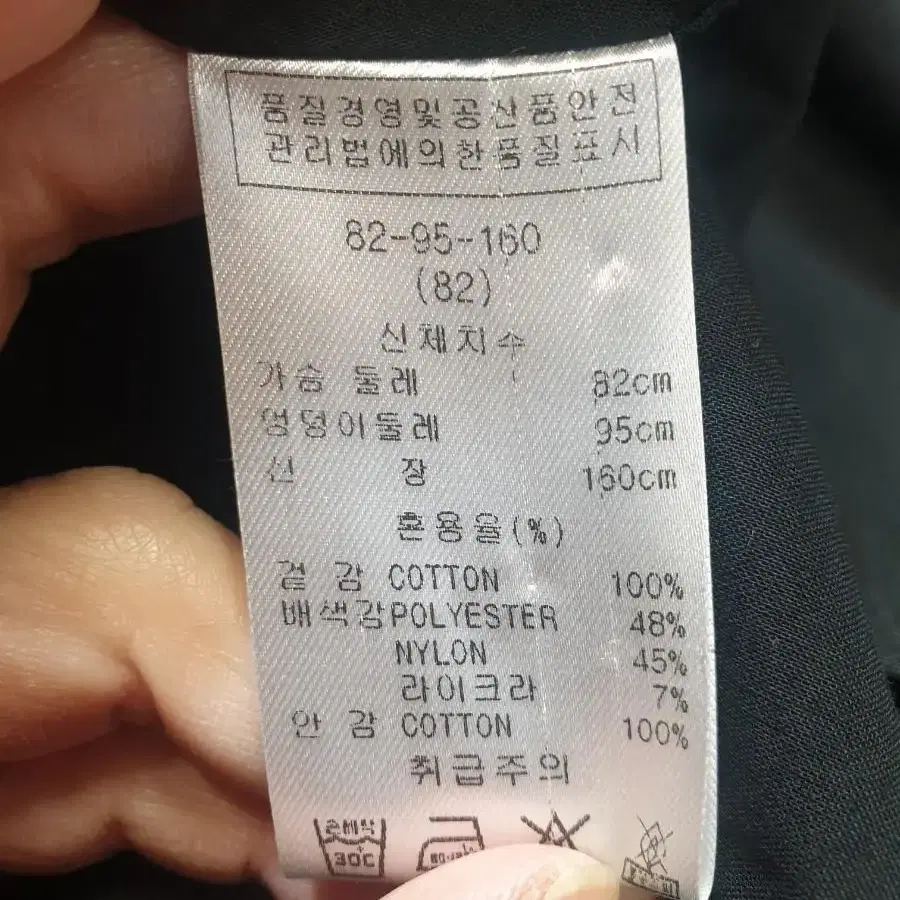 품질경영및공산품안전
관리법에의한품질표시
82-95-160
(82)
신체치수
가슴 둘레 82cm
엉덩이둘레 95cm
신 장 160cm
혼용율(%)
겉 감 COTTON 100%
배색감POLYESTER 48%
NYLON 45%
라이크라 7%
안 감 COTTON 100%
취급주의
손세탁
30C